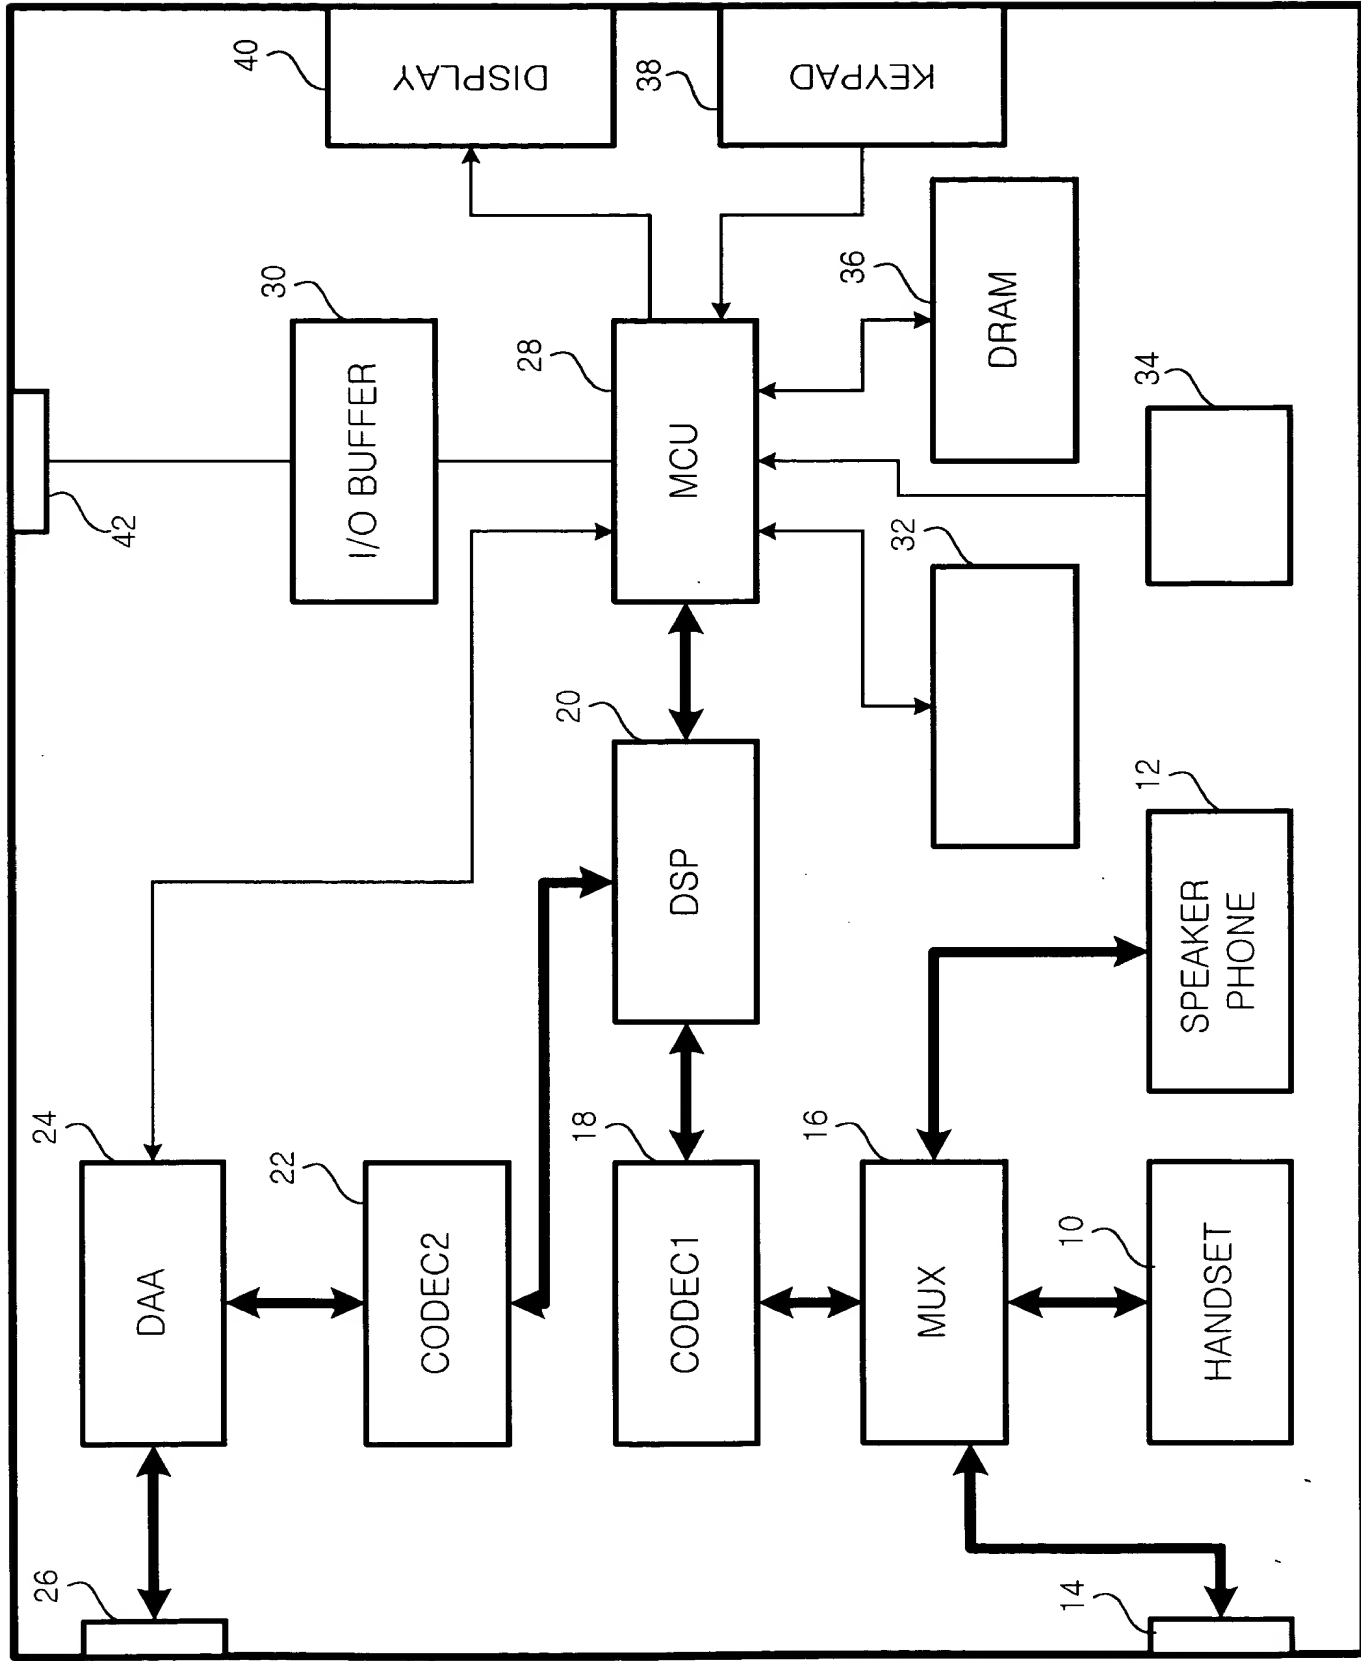 26
24
DAA
22
CODEC2
18
CODEC1
16
MUX
10
HANDSET
14
12
SPEAKER
PHONE
20
DSP
42
30
I/O BUFFER
28
MCU
32
34
36
DRAM
40
DISPLAY
38
KEYPAD